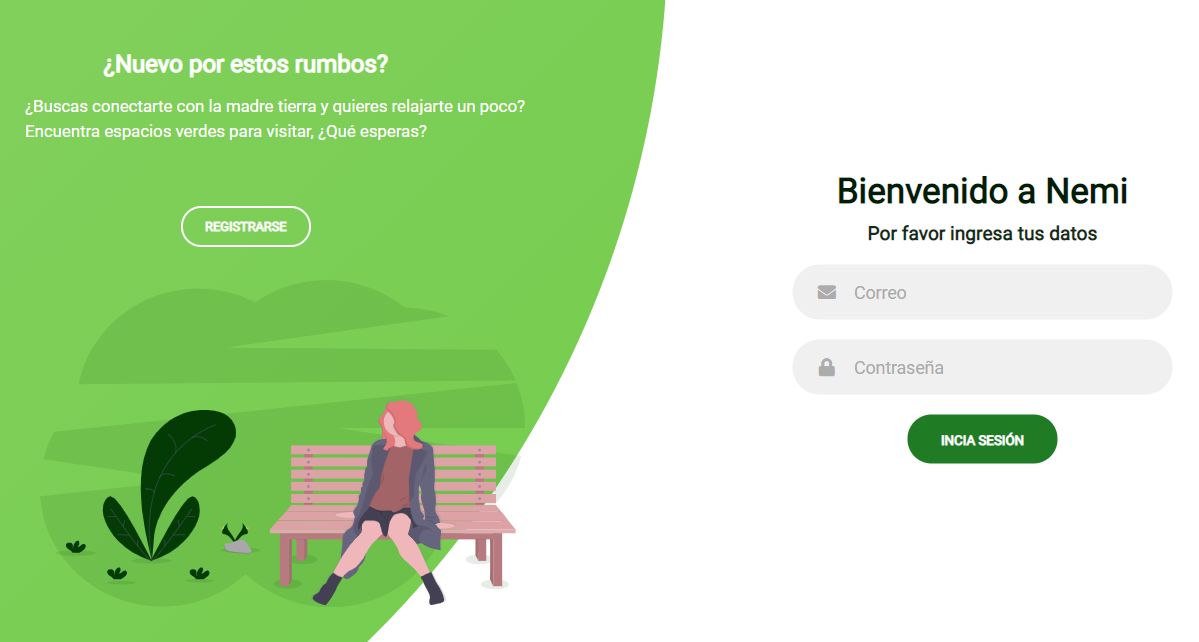 ¿Nuevo por estos rumbos?
¿Buscas conectarte con la madre tierra y quieres relajarte un poco?
Encuentra espacios verdes para visitar, ¿Qué esperas?
REGISTRARSE
Bienvenido a Nemi
Por favor ingresa tus datos
Correo
Contraseña
INCIA SESIÓN